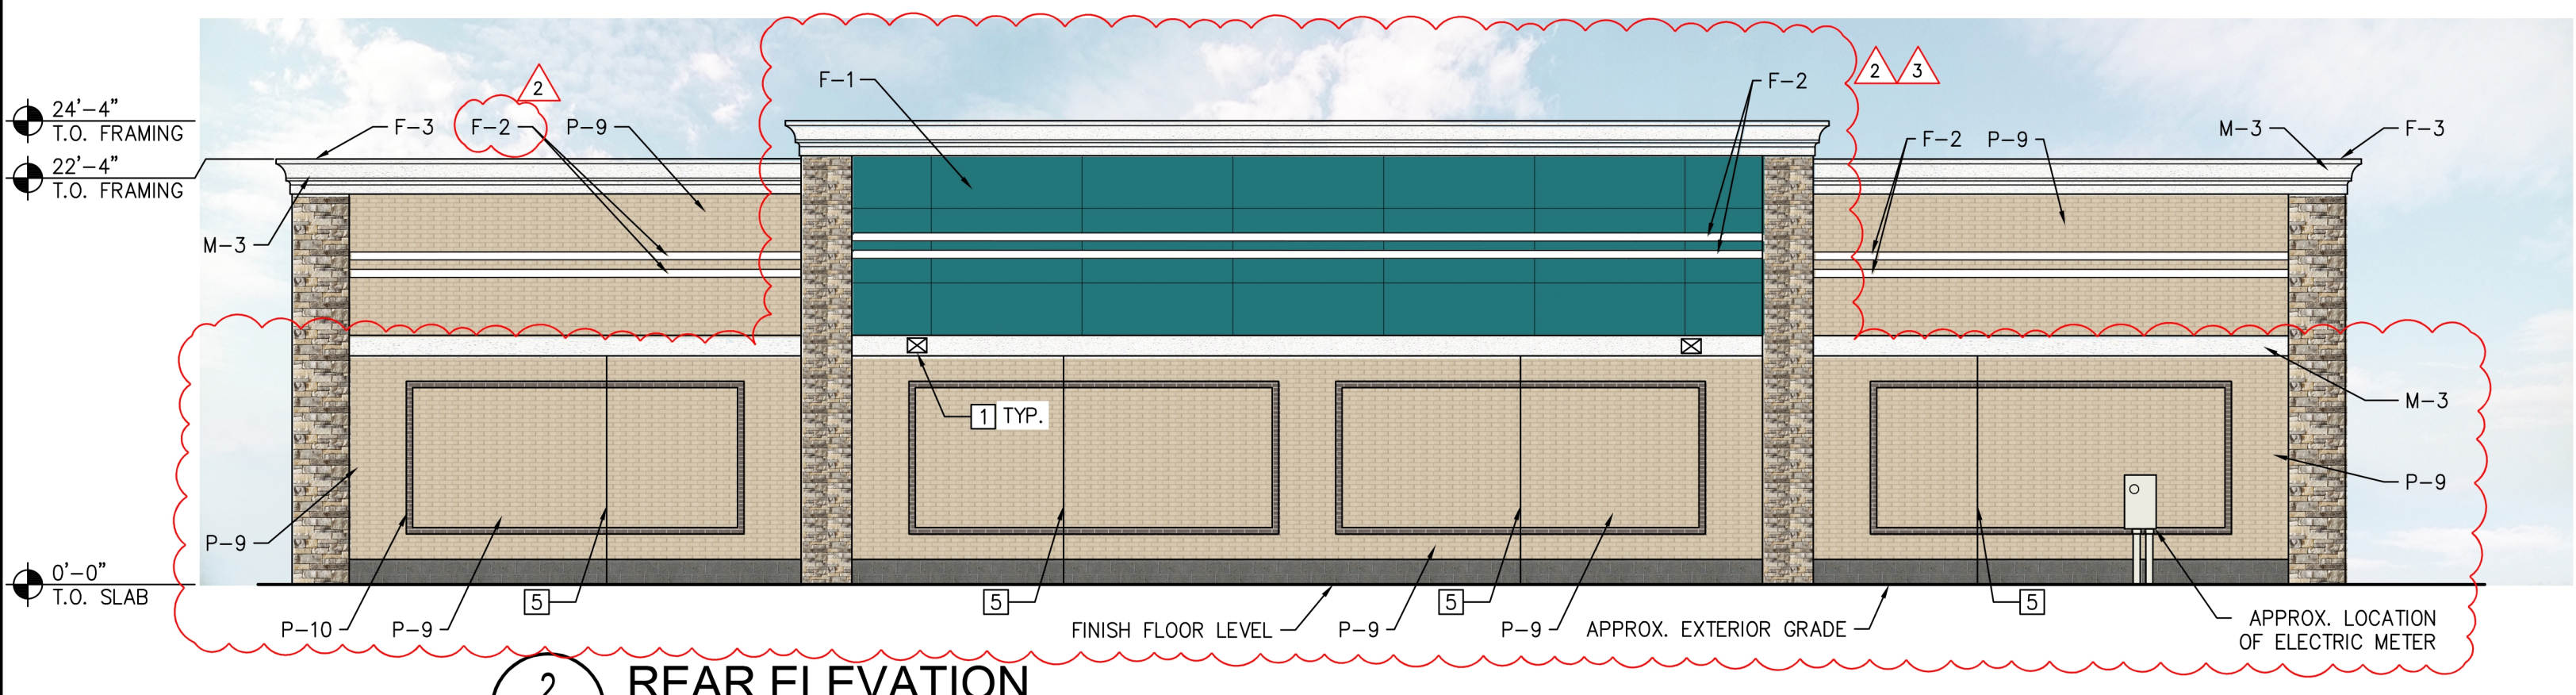 24'-4"
T.O. FRAMING
22'-4"
T.O. FRAMING
F-3
F-2
2
P-9
F-1
F-2
2
3
F-2
P-9
M-3
F-3
M-3
1 TYP.
M-3
P-9
P-9
0'-0"
T.O. SLAB
P-10
P-9
5
5
FINISH FLOOR LEVEL
P-9
5
P-9
APPROX. EXTERIOR GRADE
5
APPROX. LOCATION
OF ELECTRIC METER
2
REAR ELEVATION